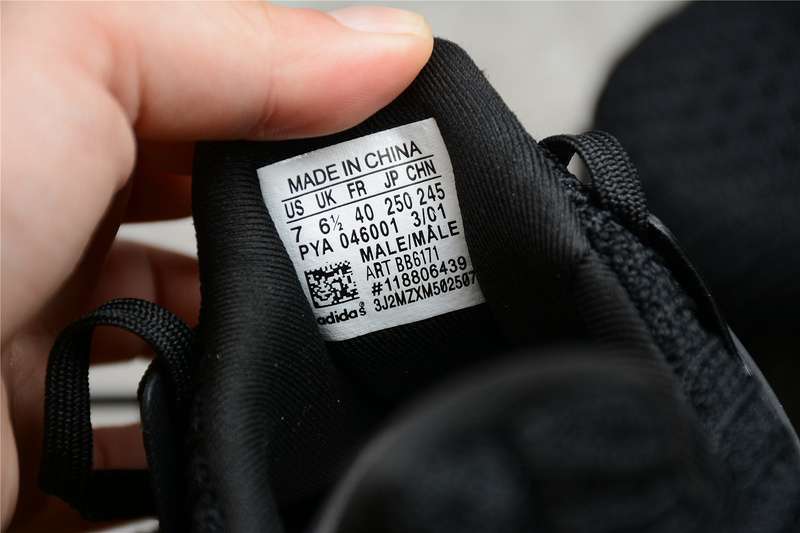 MADE IN CHINA
US UK FR JP CHN
7 6½ 40 250 245
PYA 046001 3/01
MALE/MÂLE
ART BB6171
#118806439
3J2MZXM502507
adidas®